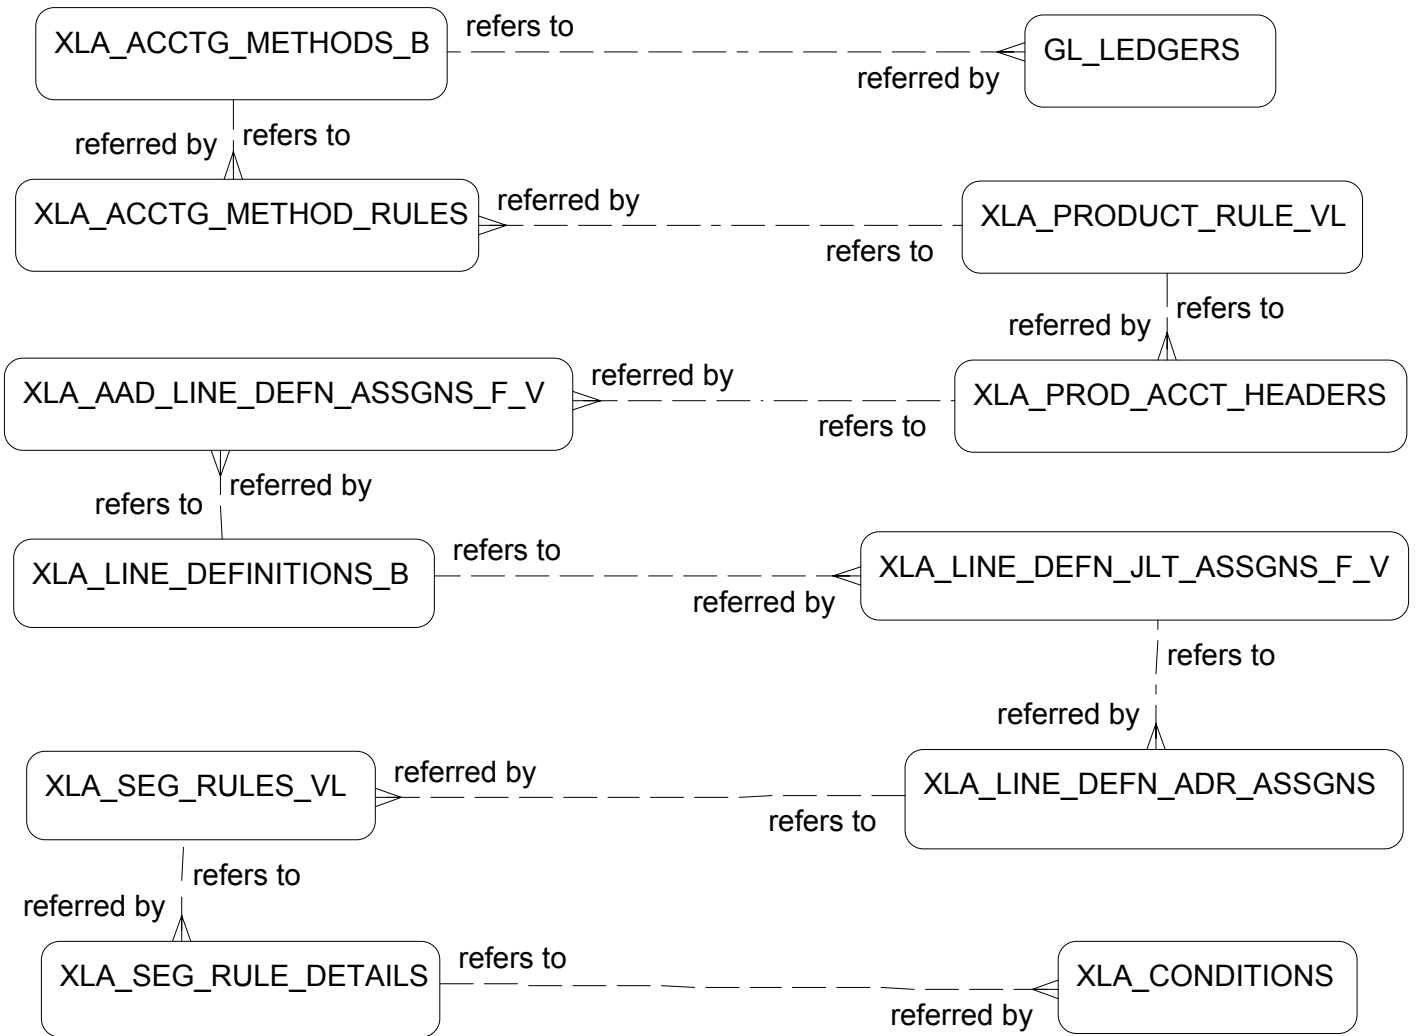 XLA_ACCTG_METHODS_B
refers to
referred by
GL_LEDGERS
referred by
refers to
XLA_ACCTG_METHOD_RULES
referred by
refers to
XLA_PRODUCT_RULE_VL
refers to
referred by
XLA_AAD_LINE_DEFN_ASSGNS_F_V
referred by
refers to
XLA_PROD_ACCT_HEADERS
referred by
refers to
XLA_LINE_DEFINITIONS_B
refers to
referred by
XLA_LINE_DEFN_JLT_ASSGNS_F_V
refers to
referred by
XLA_SEG_RULES_VL
referred by
refers to
XLA_LINE_DEFN_ADR_ASSGNS
refers to
referred by
XLA_SEG_RULE_DETAILS
refers to
referred by
XLA_CONDITIONS